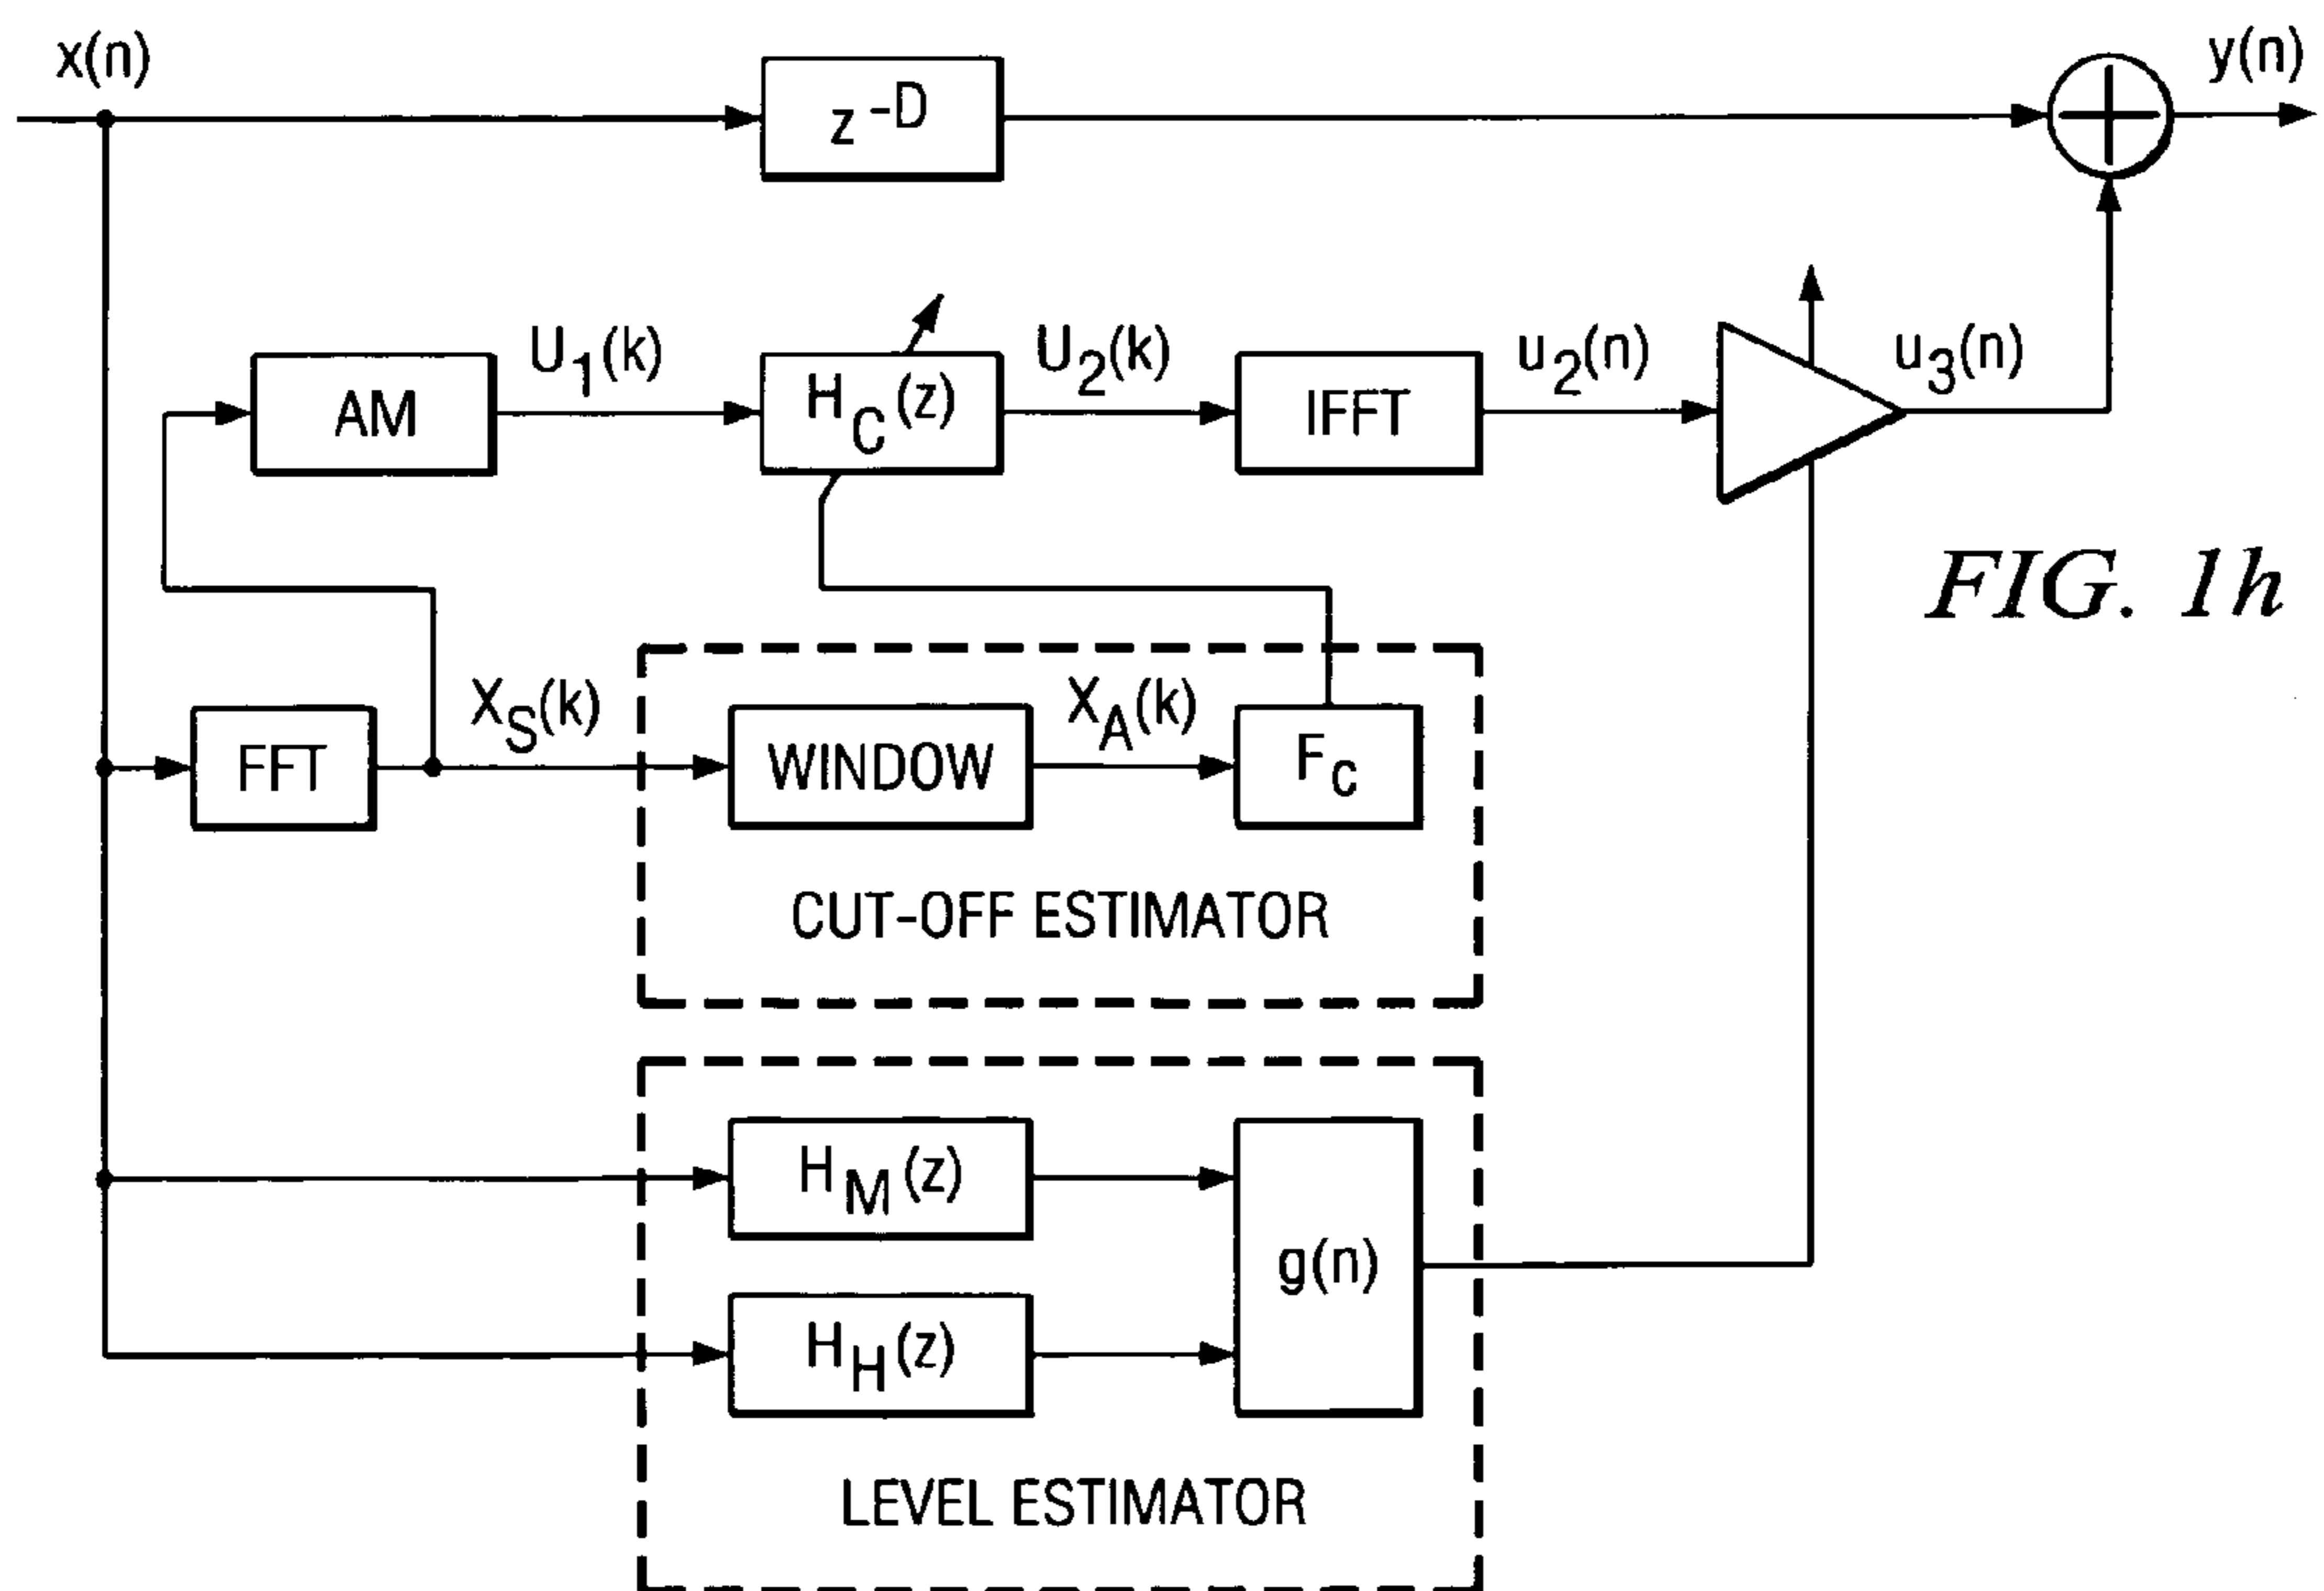 x(n)
z -D
y(n)
AM
U1(k)
HC(z)
U2(k)
IFFT
u2(n)
u3(n)
FIG. 1h
FFT
XS(k)
WINDOW
XA(k)
FC
CUT-OFF ESTIMATOR
HM(z)
g(n)
HH(z)
LEVEL ESTIMATOR